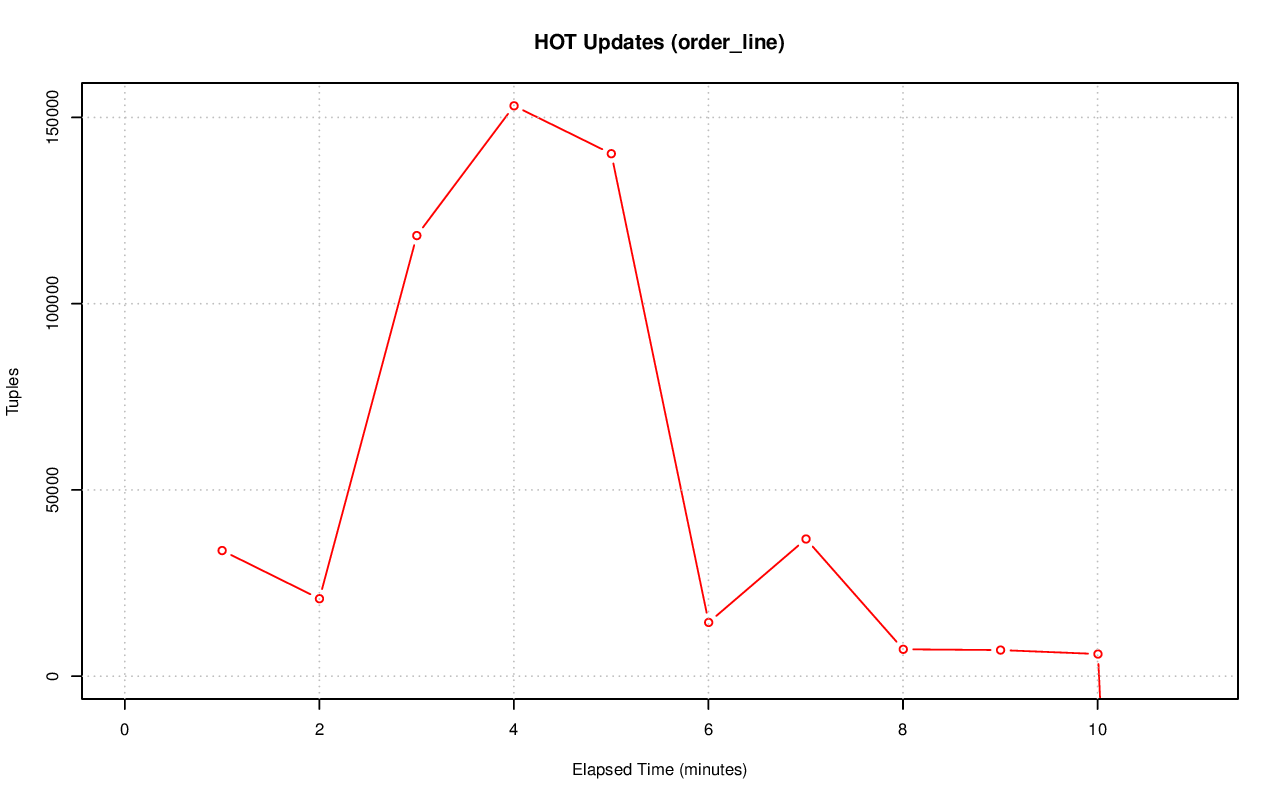 HOT Updates (order_line)
150000
100000
50000
0
Tuples
0 2 4 6 8 10
Elapsed Time (minutes)